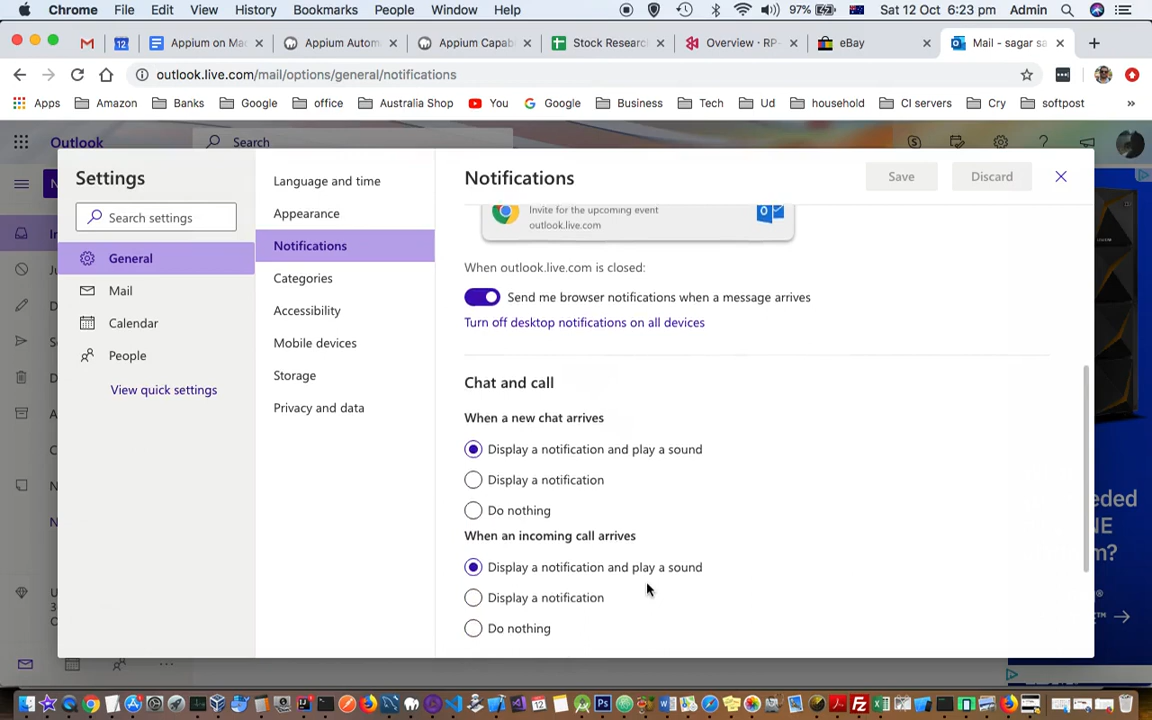 Chrome File Edit View History Bookmarks People Window Help 97% Sat 12 Oct 6:23 pm Admin
Appium on Mac Appium Autom Appium Capab Stock Researc Overview - RP- eBay Mail - sagar sa
outlook.live.com/mail/options/general/notifications
Apps Amazon Banks Google office Australia Shop You Google Business Tech Ud household CI servers Cry softpost »
Outlook Search
Settings
Search settings
General
Mail
Calendar
People
View quick settings
Language and time
Appearance
Notifications
Categories
Accessibility
Mobile devices
Storage
Privacy and data
Notifications Save Discard
Invite for the upcoming event
outlook.live.com
When outlook.live.com is closed:
Send me browser notifications when a message arrives
Turn off desktop notifications on all devices
Chat and call
When a new chat arrives
Display a notification and play a sound
Display a notification
Do nothing
When an incoming call arrives
Display a notification and play a sound
Display a notification
Do nothing